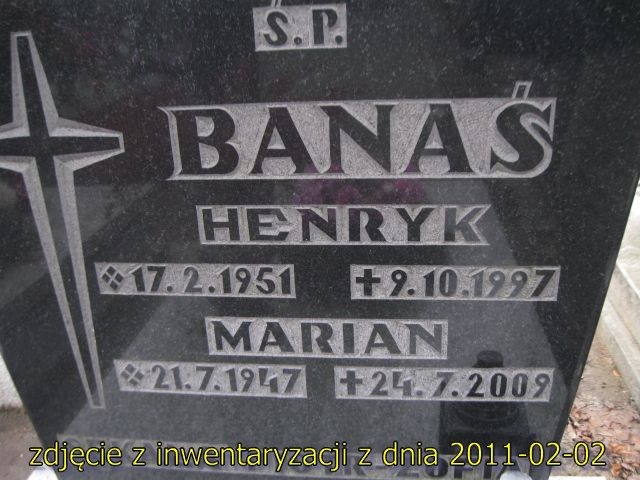 Ś.P.
BANAŚ
HENRYK
17.2.1951 9.10.1997
MARIAN
21.7.1947 24.7.2009
zdjęcie z inwentaryzacji z dnia 2011-02-02